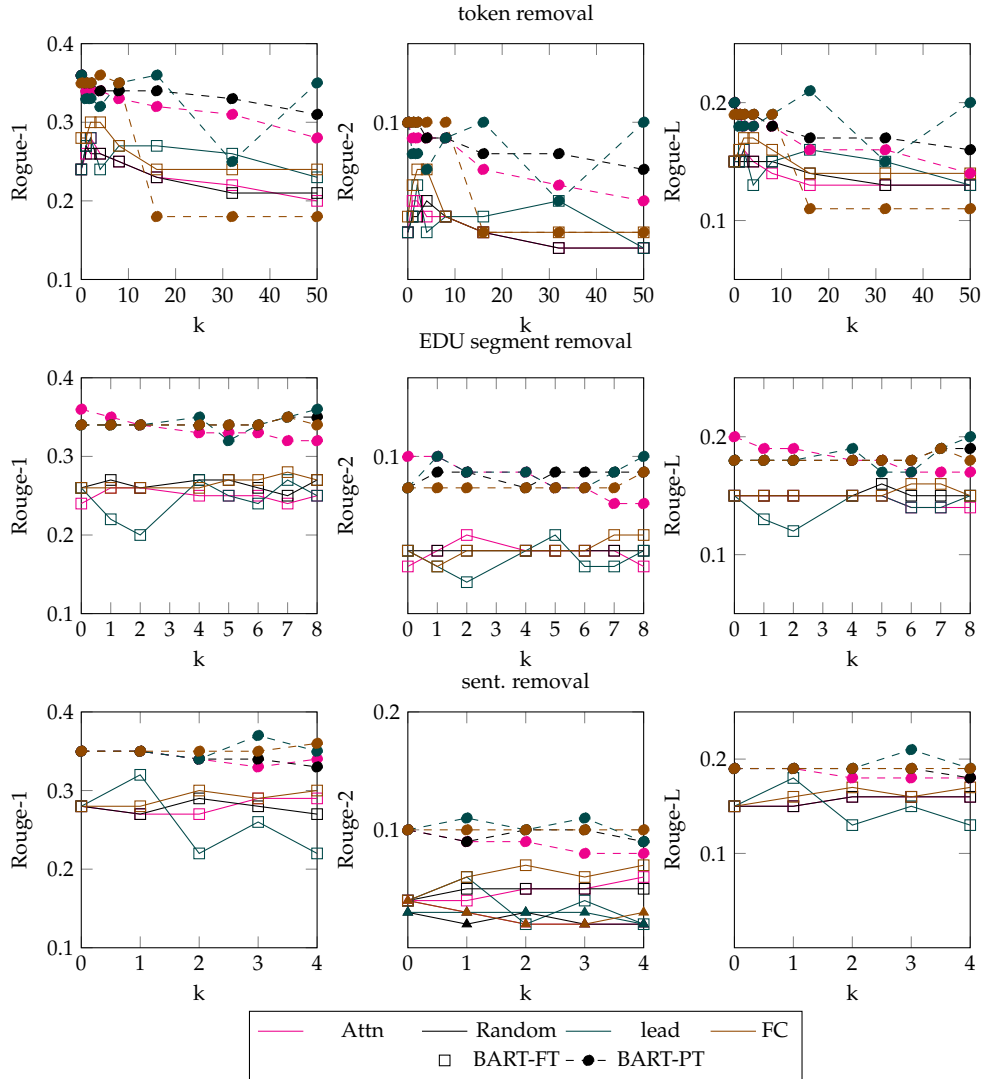 token removal
0.4
0.3
0.2
0.1
Rogue-1
0 10 20 30 40 50
k
0.1
Rogue-2
0 10 20 30 40 50
k
0.2
0.1
Rogue-L
0 10 20 30 40 50
k
EDU segment removal
0.4
0.3
0.2
0.1
Rouge-1
0 1 2 3 4 5 6 7 8
k
0.1
Rouge-2
0 1 2 3 4 5 6 7 8
k
0.2
0.1
Rouge-L
0 1 2 3 4 5 6 7 8
k
sent. removal
0.4
0.3
0.2
0.1
Rouge-1
0 1 2 3 4
k
0.2
0.1
Rouge-2
0 1 2 3 4
k
0.2
0.1
Rouge-L
0 1 2 3 4
k
Attn Random lead FC
BART-FT BART-PT